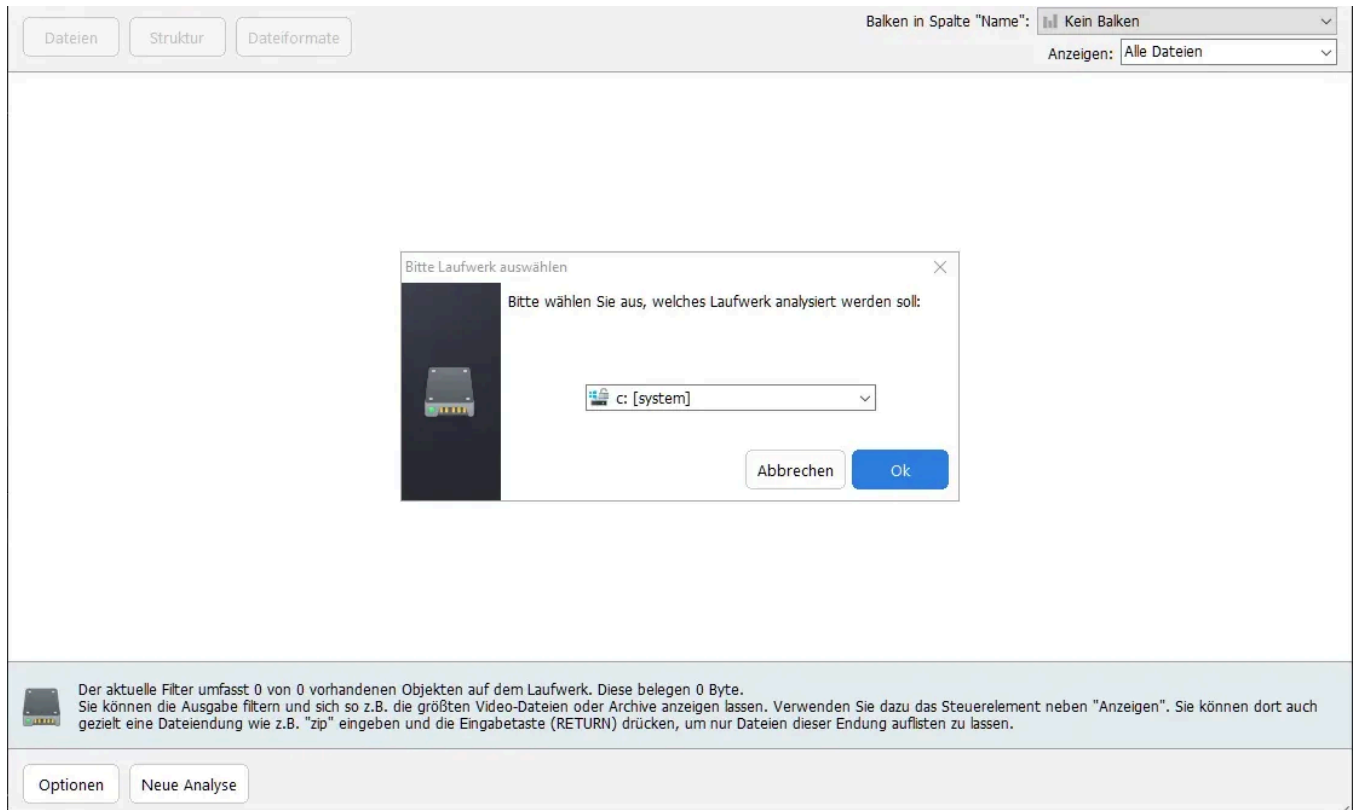 Dateien
Struktur
Dateiformate
Balken in Spalte "Name":
Kein Balken
Anzeigen:
Alle Dateien
Bitte Laufwerk auswählen
Bitte wählen Sie aus, welches Laufwerk analysiert werden soll:
c: [system]
Abbrechen
Ok
Der aktuelle Filter umfasst 0 von 0 vorhandenen Objekten auf dem Laufwerk. Diese belegen 0 Byte.
Sie können die Ausgabe filtern und sich so z.B. die größten Video-Dateien oder Archive anzeigen lassen. Verwenden Sie dazu das Steuerelement neben "Anzeigen". Sie können dort auch
gezielt eine Dateiendung wie z.B. "zip" eingeben und die Eingabetaste (RETURN) drücken, um nur Dateien dieser Endung auflisten zu lassen.
Optionen
Neue Analyse